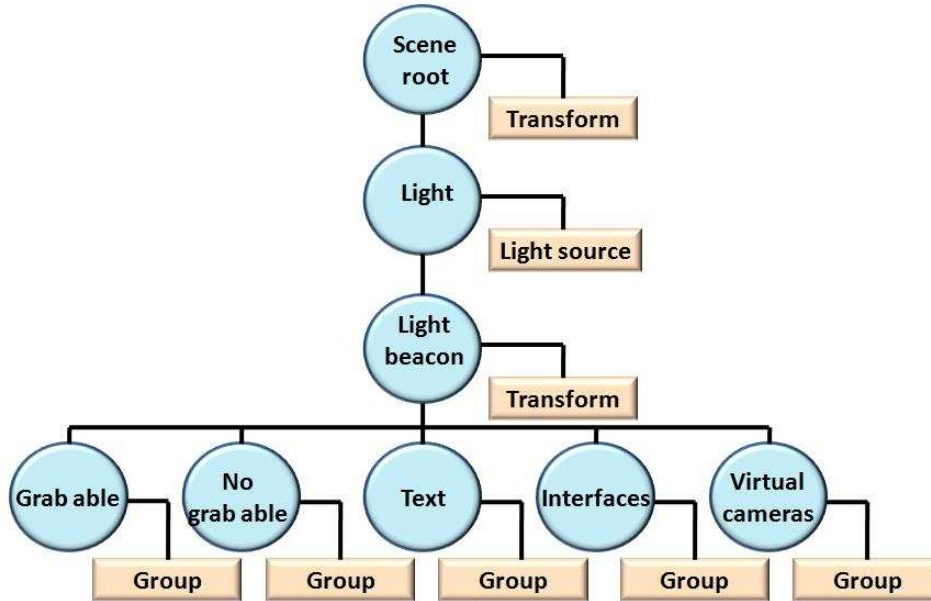 Scene
root
Transform
Light
Light source
Light
beacon
Transform
Grab able
No
grab able
Text
Interfaces
Virtual
cameras
Group
Group
Group
Group
Group